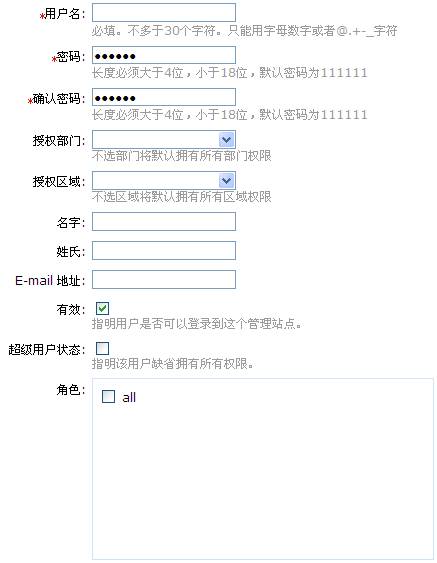 *用户名:
必填。不多于30个字符。只能用字母数字或者@.+-_字符
*密码: ●●●●●●
长度必须大于4位，小于18位，默认密码为111111
*确认密码: ●●●●●●
长度必须大于4位，小于18位，默认密码为111111
授权部门:
不选部门将默认拥有所有部门权限
授权区域:
不选区域将默认拥有所有区域权限
名字:
姓氏:
E-mail 地址:
有效:
指明用户是否可以登录到这个管理站点。
超级用户状态:
指明该用户缺省拥有所有权限。
角色:
all